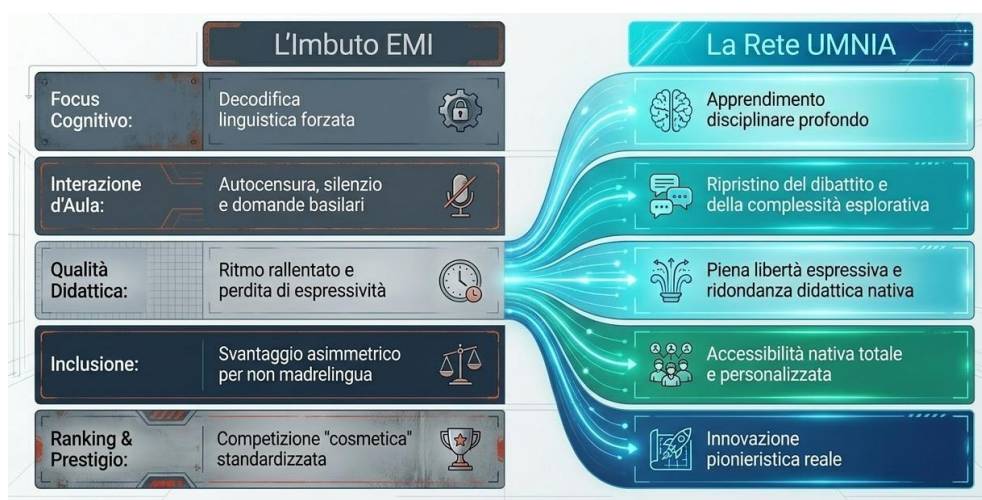 L'Imbuto EMI
La Rete UMNIA
Focus
Cognitivo:
Decodifica
linguistica forzata
Apprendimento
disciplinare profondo
Interazione
d'Aula:
Autocensura, silenzio
e domande basilari
Ripristino del dibattito e
della complessità esplorativa
Qualità
Didattica:
Ritmo rallentato e
perdita di espressività
Piena libertà espressiva e
ridondanza didattica nativa
Inclusione:
Svantaggio asimmetrico
per non madrelingua
Accessibilità nativa totale
e personalizzata
Ranking &
Prestigio:
Competizione "cosmetica"
standardizzata
Innovazione
pionieristica reale